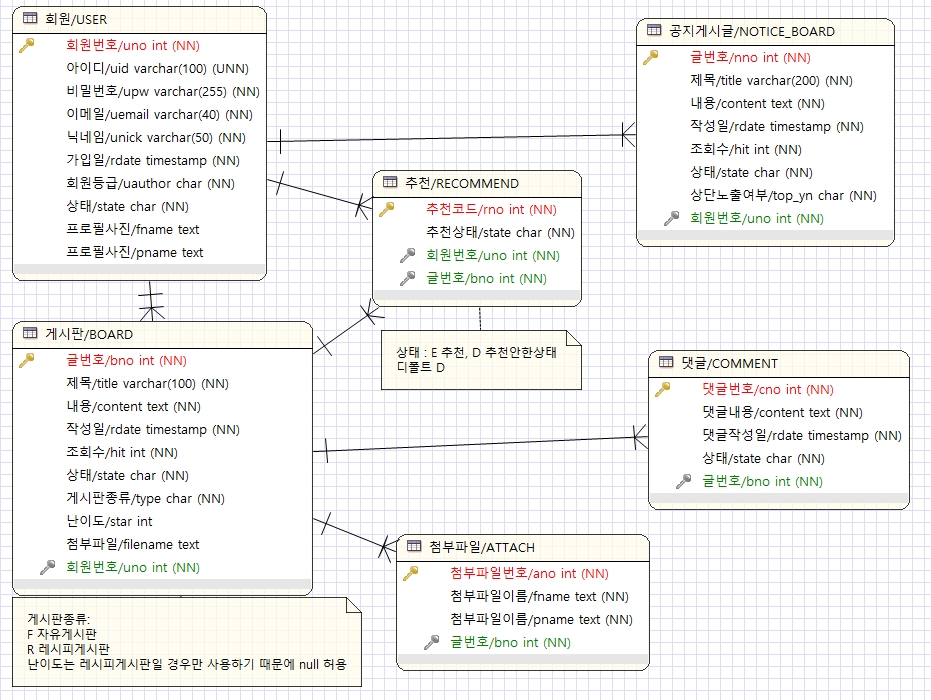 회원/USER
회원번호/uno int (NN)
아이디/uid varchar(100) (UNN)
비밀번호/upw varchar(255) (NN)
이메일/uemail varchar(40) (NN)
닉네임/unick varchar(50) (NN)
가입일/rdate timestamp (NN)
회원등급/uauthor char (NN)
상태/state char (NN)
프로필사진/fname text
프로필사진/pname text
공지게시글/NOTICE_BOARD
글번호/nno int (NN)
제목/title varchar(200) (NN)
내용/content text (NN)
작성일/rdate timestamp (NN)
조회수/hit int (NN)
상태/state char (NN)
상단노출여부/top_yn char (NN)
회원번호/uno int (NN)
추천/RECOMMEND
추천코드/rno int (NN)
추천상태/state char (NN)
회원번호/uno int (NN)
글번호/bno int (NN)
상태 : E 추천, D 추천안한상태
디폴트 D
게시판/BOARD
글번호/bno int (NN)
제목/title varchar(100) (NN)
내용/content text (NN)
작성일/rdate timestamp (NN)
조회수/hit int (NN)
상태/state char (NN)
게시판종류/type char (NN)
난이도/star int
첨부파일/filename text
회원번호/uno int (NN)
게시판종류:
F 자유게시판
R 레시피게시판
난이도는 레시피게시판일 경우만 사용하기 때문에 null 허용
댓글/COMMENT
댓글번호/cno int (NN)
댓글내용/content text (NN)
댓글작성일/rdate timestamp (NN)
상태/state char (NN)
글번호/bno int (NN)
첨부파일/ATTACH
첨부파일번호/ano int (NN)
첨부파일이름/fname text (NN)
첨부파일이름/pname text (NN)
글번호/bno int (NN)